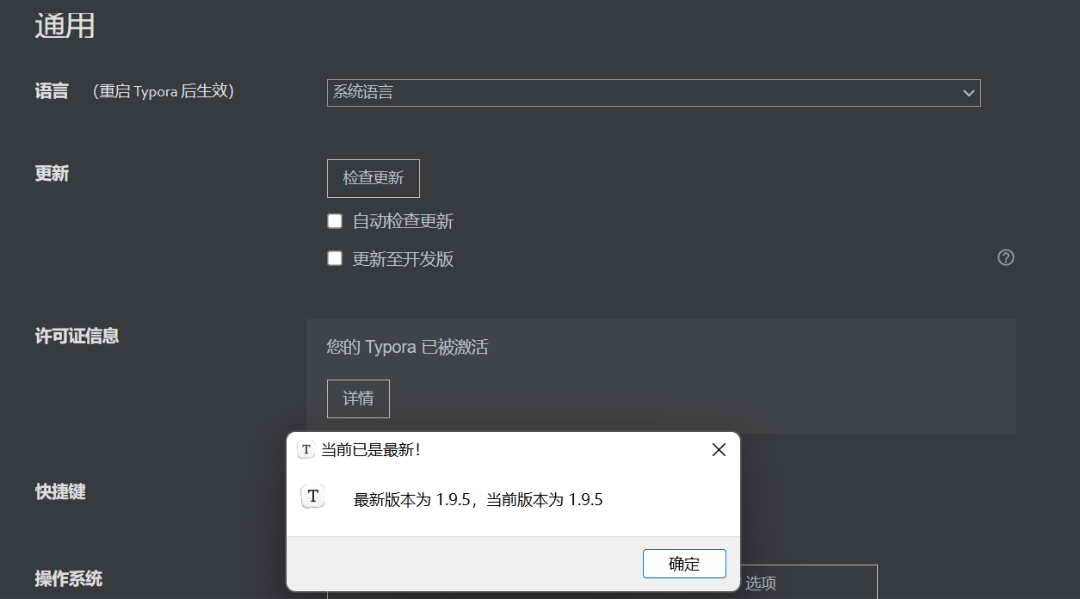 通用
语言 （重启 Typora 后生效） 系统语言
更新 检查更新
自动检查更新
更新至开发版
许可证信息
您的 Typora 已被激活
详情
T 当前已是最新！
T 最新版本为 1.9.5，当前版本为 1.9.5
快捷键
确定
操作系统 选项